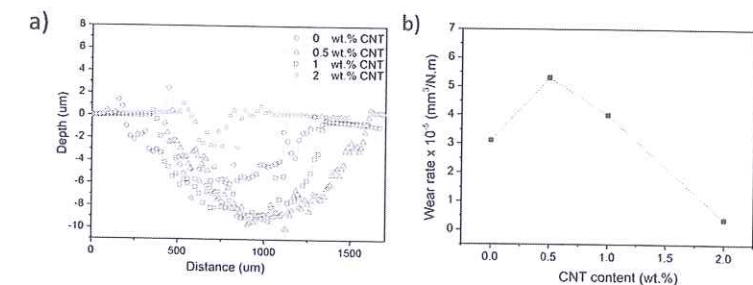 a)
8
6
4
2
0
-2
-4
-6
-8
-10
Depth (um)
0
500
1000
1500
Distance (um)
0 wt.% CNT
0.5 wt.% CNT
1 wt.% CNT
2 wt.% CNT
b)
7
6
5
4
3
2
1
0
Wear rate x 10⁻⁵ (mm³/N.m)
0.0
0.5
1.0
1.5
2.0
CNT content (wt.%)